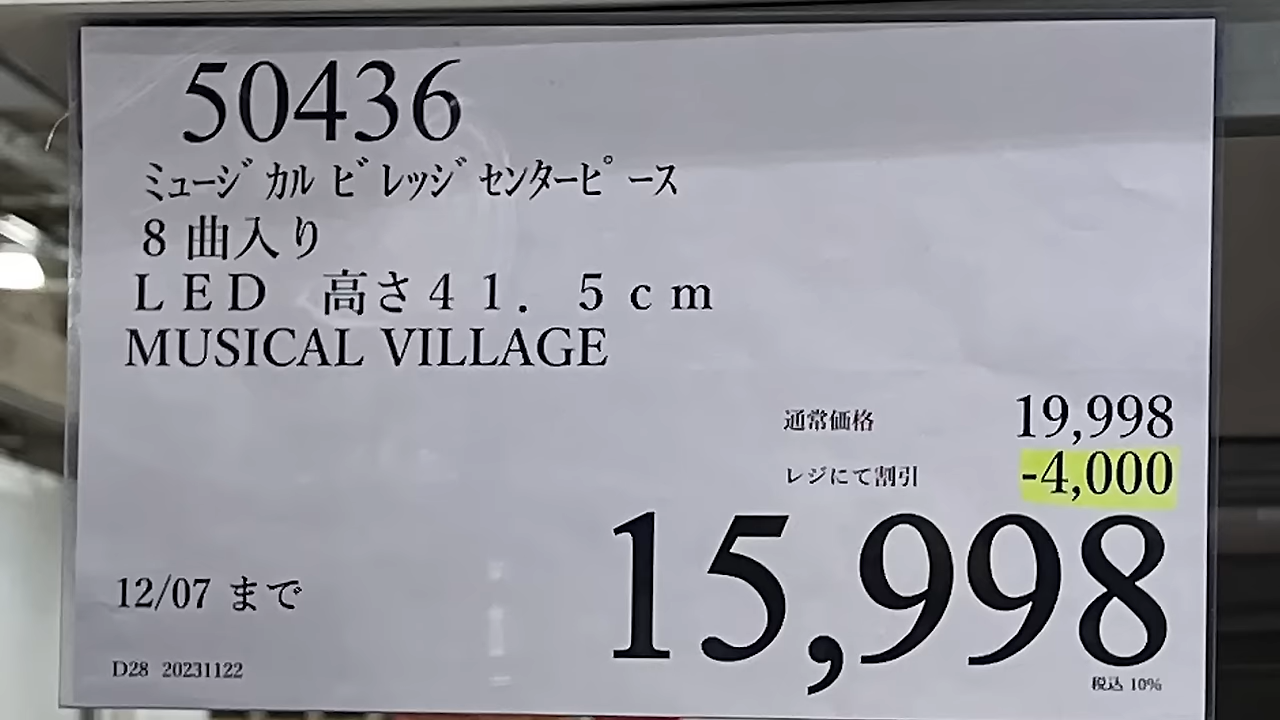 50436
ﾐｭｰｼﾞｶﾙ ﾋﾞﾚｯｼﾞ ｾﾝﾀｰﾋﾟｰｽ
8 曲入り
ＬＥＤ　高さ４１．５ｃｍ
MUSICAL VILLAGE
通常価格 19,998
レジにて割引 -4,000
15,998
12/07 まで
D28 20231122
税込 10%